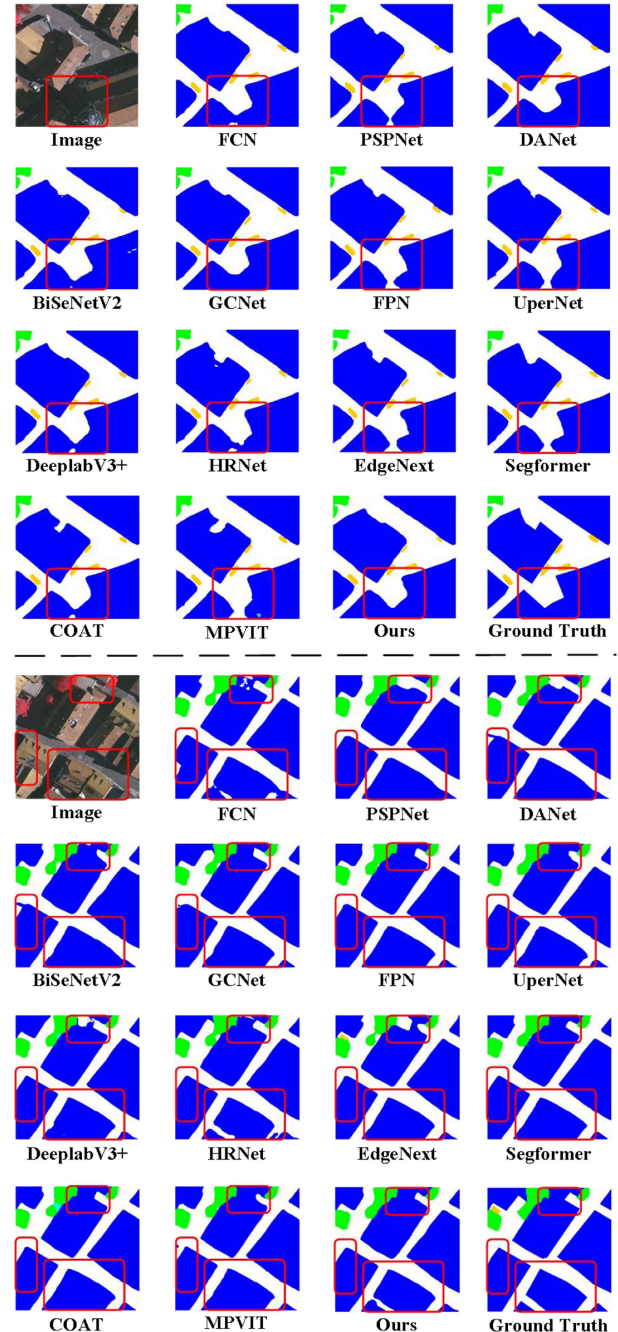 Image FCN PSPNet DANet
BiSeNetV2 GCNet FPN UperNet
DeeplabV3+ HRNet EdgeNext Segformer
COAT MPVIT Ours Ground Truth
Image FCN PSPNet DANet
BiSeNetV2 GCNet FPN UperNet
DeeplabV3+ HRNet EdgeNext Segformer
COAT MPVIT Ours Ground Truth